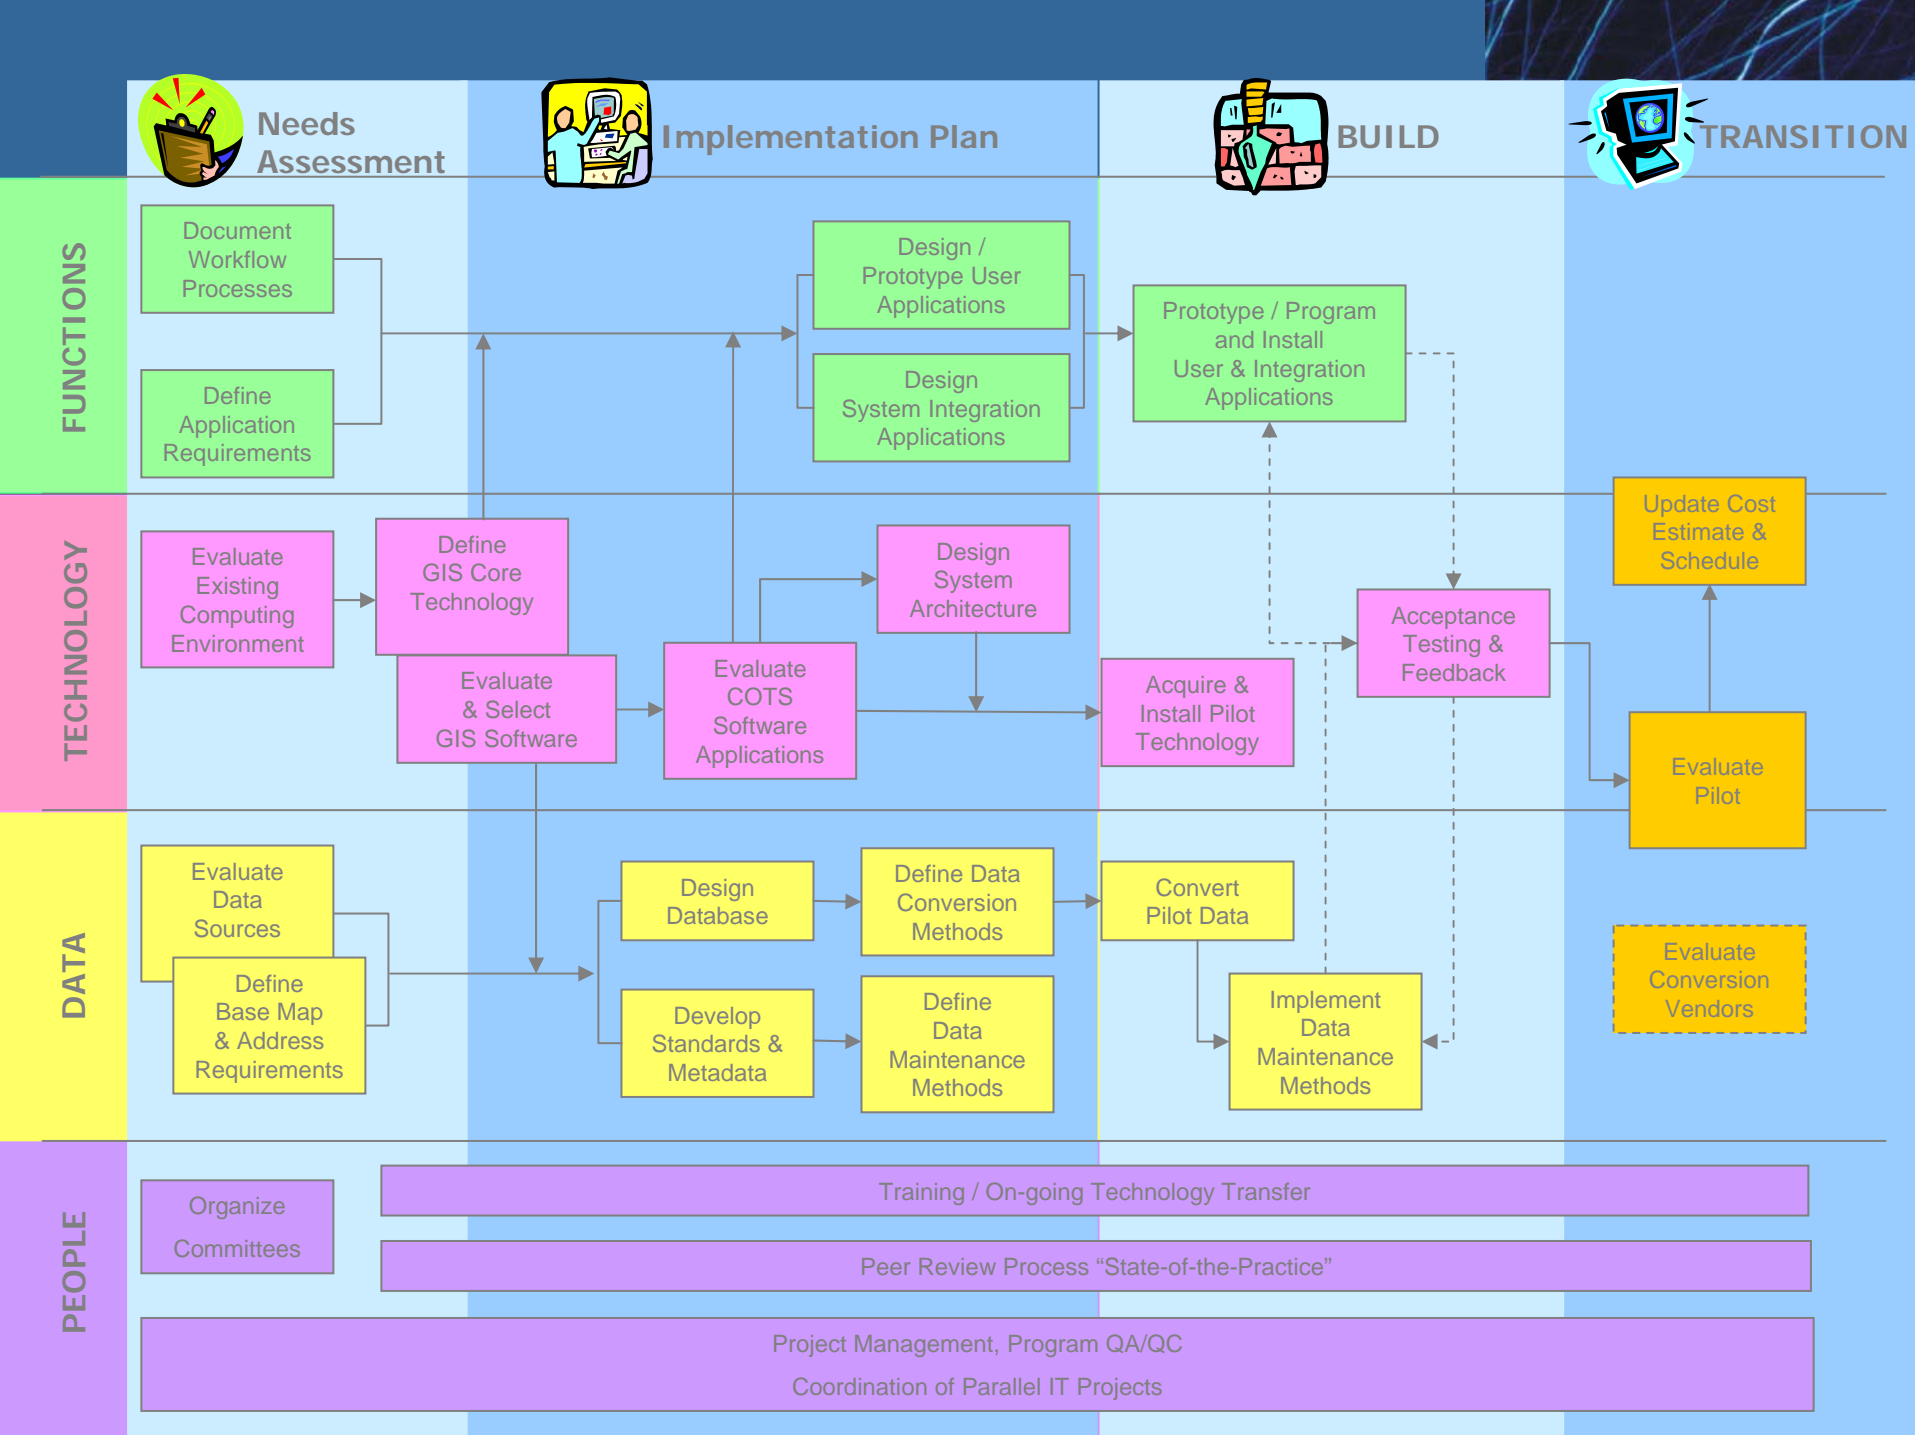 Needs
Assessment
Implementation Plan
BUILD
TRANSITION
FUNCTIONS
Document
Workflow
Processes
Define
Application
Requirements
Design /
Prototype User
Applications
Design
System Integration
Applications
Prototype / Program
and Install
User & Integration
Applications
TECHNOLOGY
Evaluate
Existing
Computing
Environment
Define
GIS Core
Technology
Evaluate
& Select
GIS Software
Evaluate
COTS
Software
Applications
Design
System
Architecture
Acquire &
Install Pilot
Technology
Acceptance
Testing &
Feedback
Update Cost
Estimate &
Schedule
Evaluate
Pilot
DATA
Evaluate
Data
Sources
Define
Base Map
& Address
Requirements
Design
Database
Develop
Standards &
Metadata
Define Data
Conversion
Methods
Define
Data
Maintenance
Methods
Convert
Pilot Data
Implement
Data
Maintenance
Methods
Evaluate
Conversion
Vendors
PEOPLE
Organize
Committees
Training / On-going Technology Transfer
Peer Review Process “State-of-the-Practice”
Project Management, Program QA/QC
Coordination of Parallel IT Projects